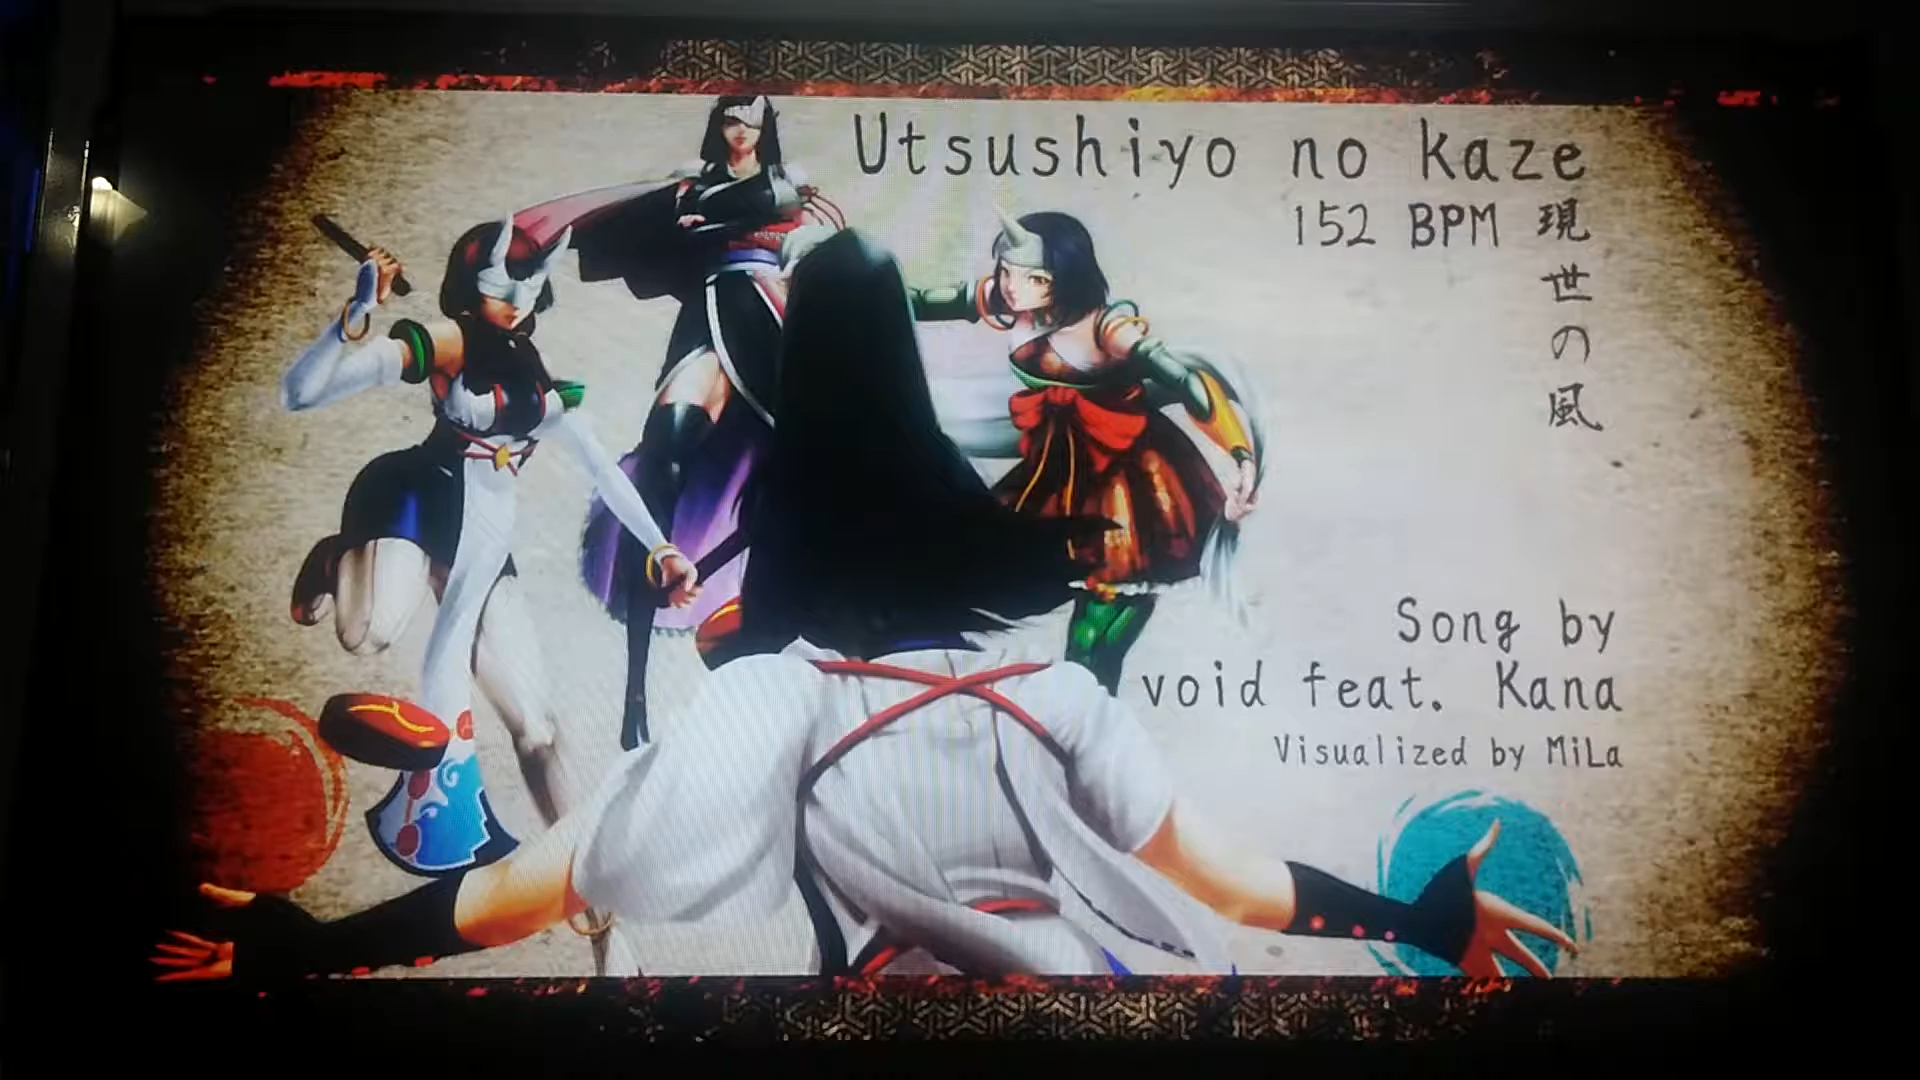 Utsushiyo no kaze
152 BPM
現世の風
Song by
void feat. Kana
Visualized by MiLa